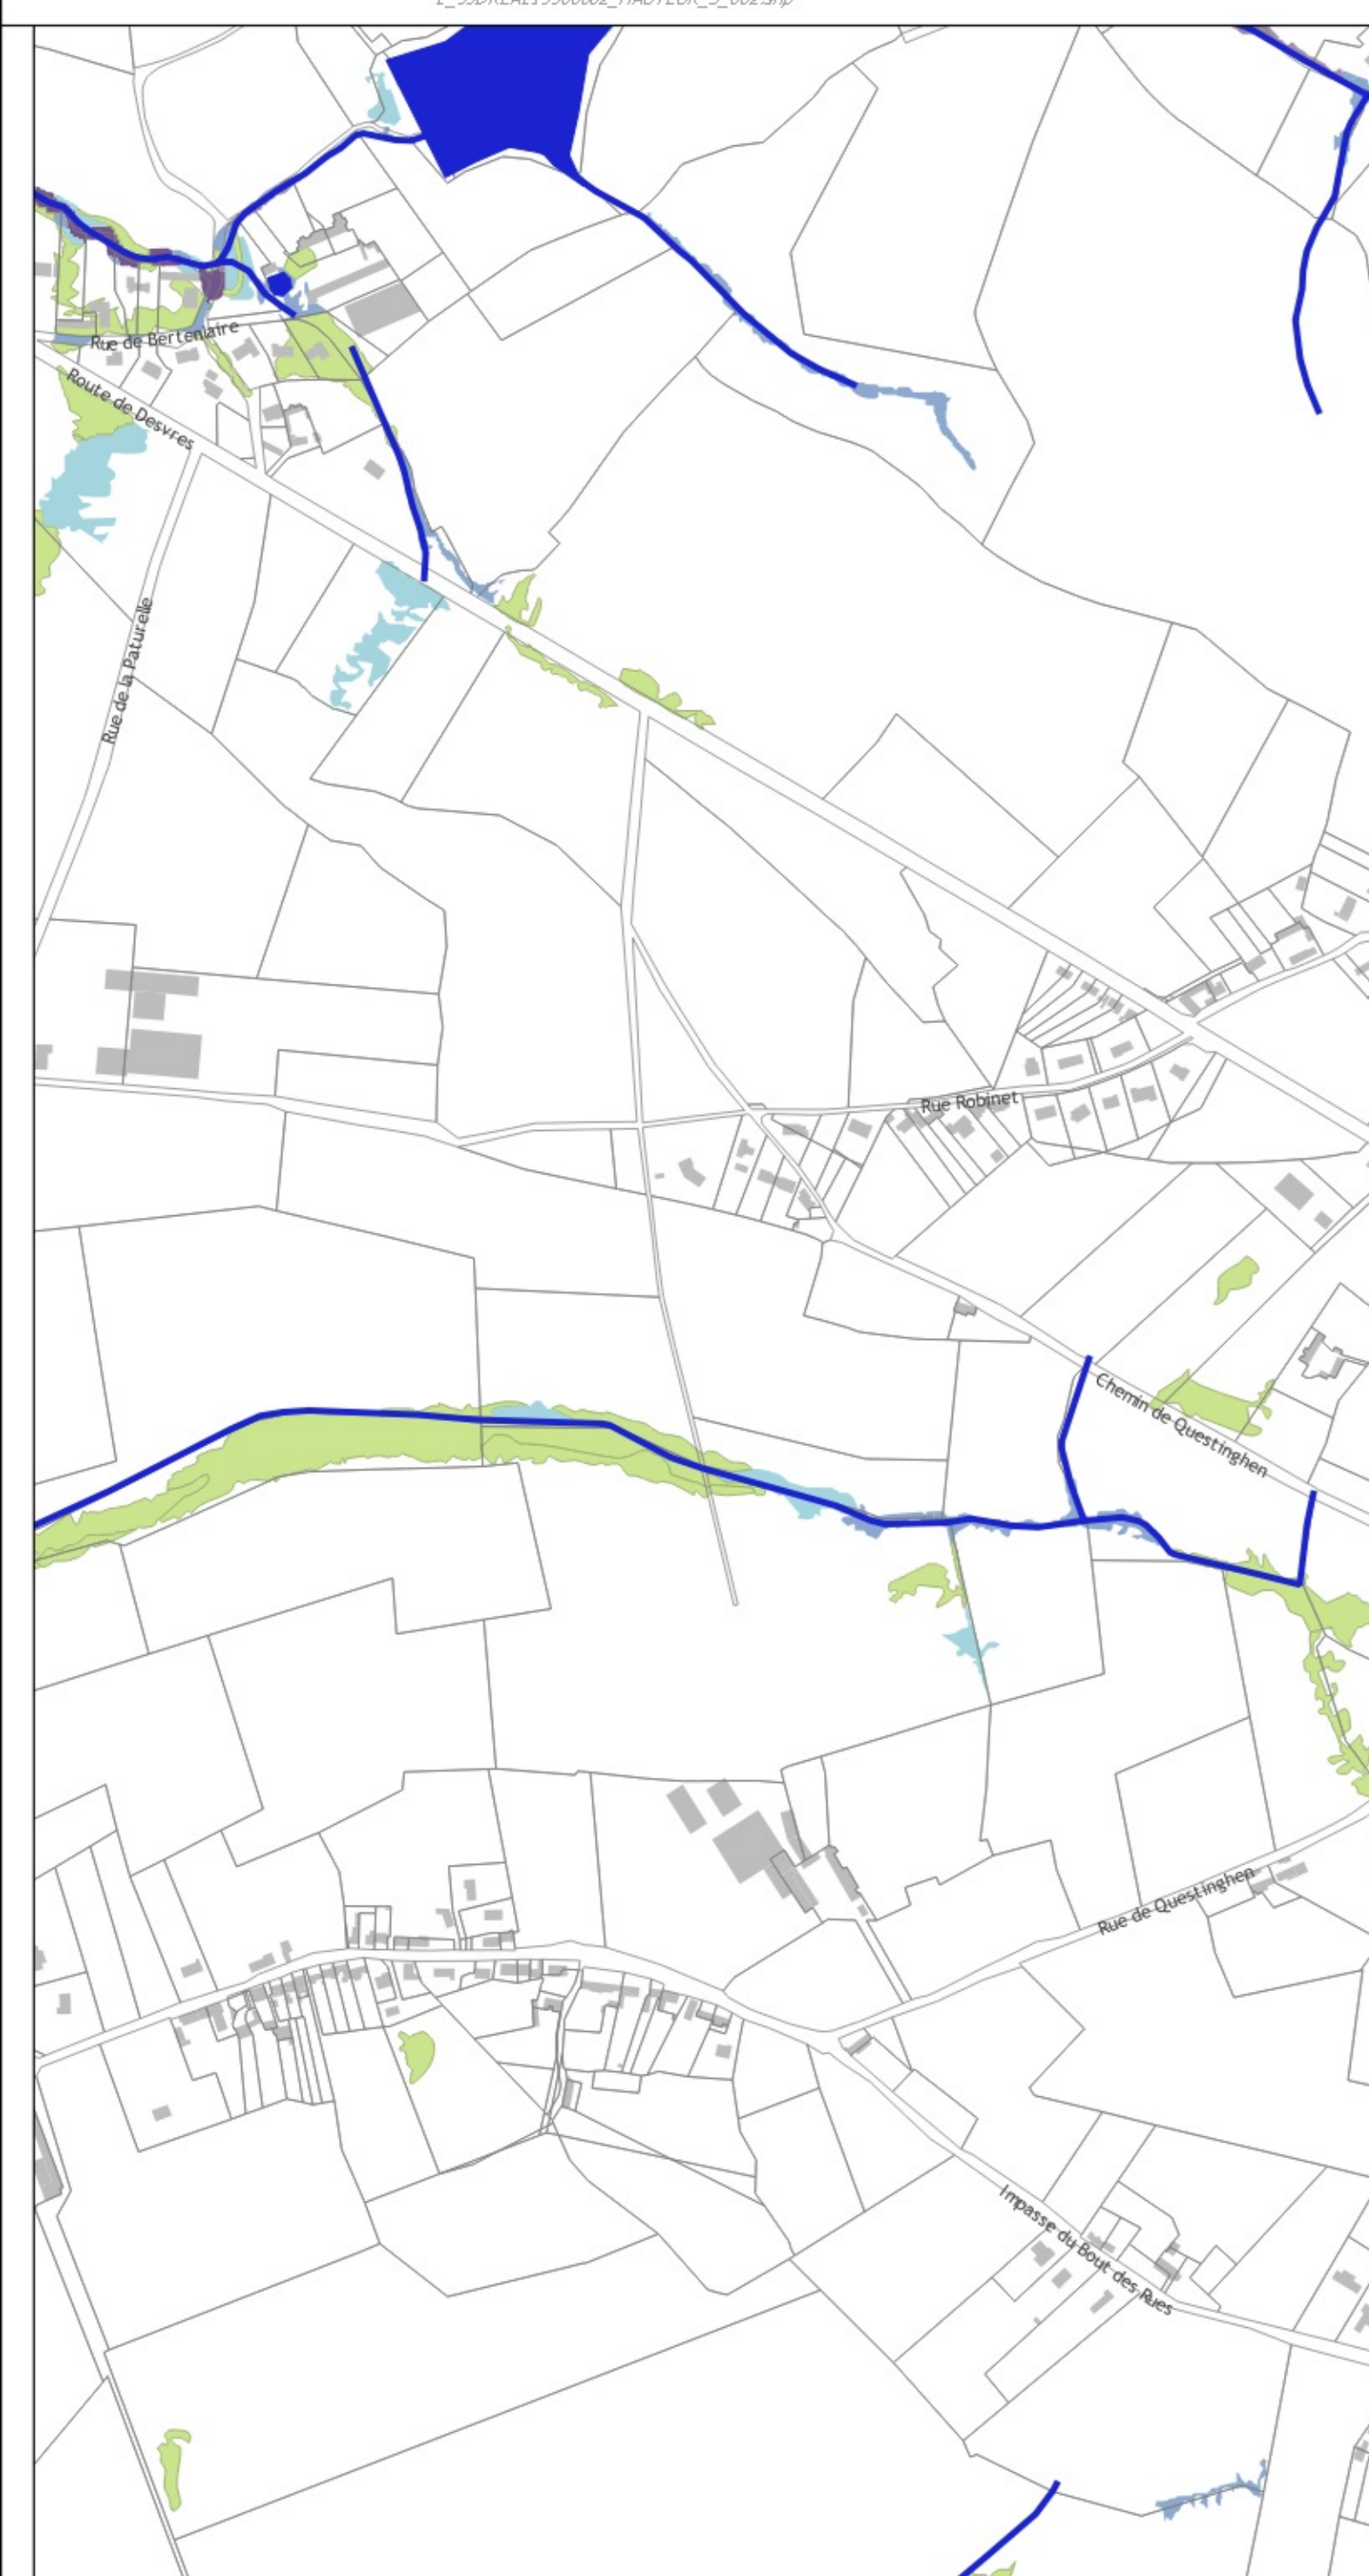 Rue de Bertenlaire
Route de Desvres
Rue de la Paturelle
Rue Robinet
Chemin de Questinghen
Rue de Questinghen
Impasse du Bout des Rues